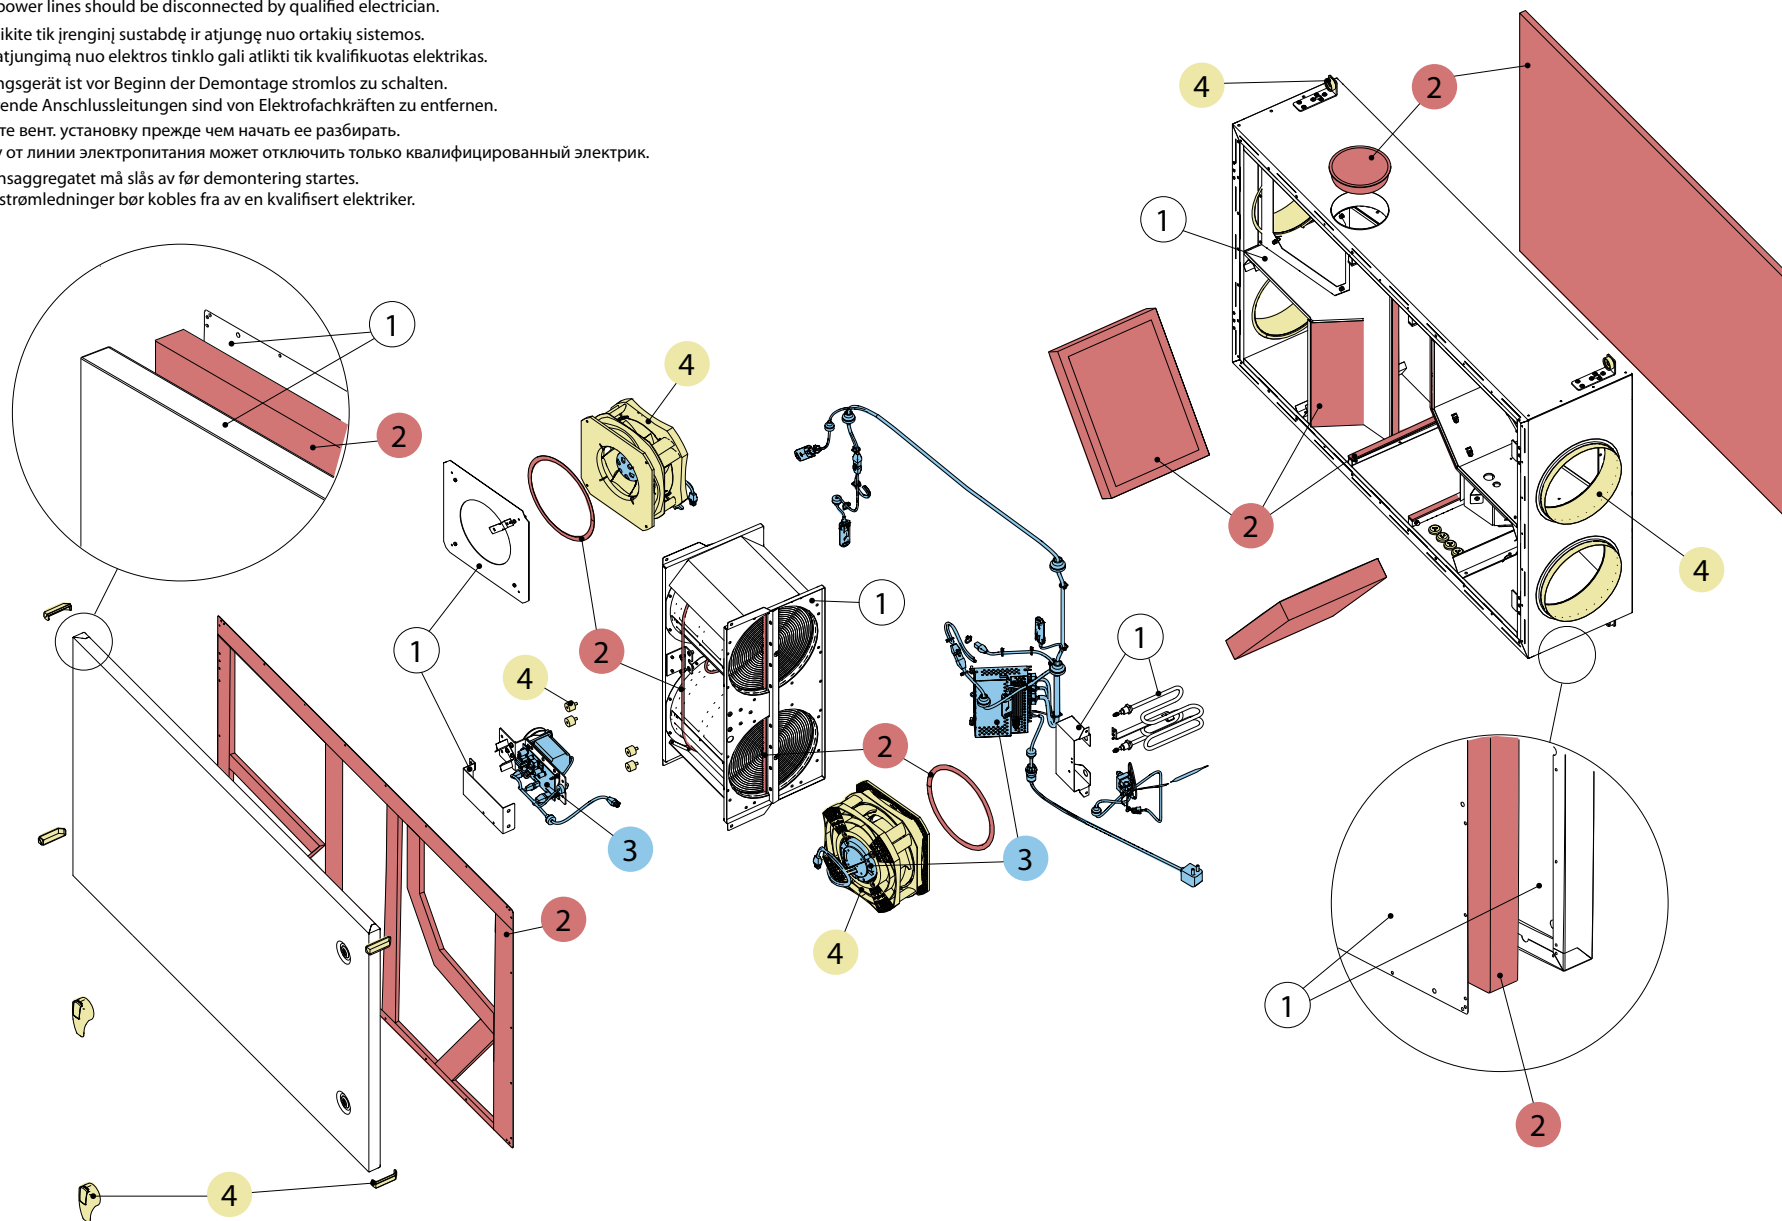 power lines should be disconnected by qualified electrician.
ikite tik įrenginį sustabdę ir atjungę nuo ortakių sistemos.
atjungimą nuo elektros tinklo gali atlikti tik kvalifikuotas elektrikas.
ngsgerät ist vor Beginn der Demontage stromlos zu schalten.
ende Anschlussleitungen sind von Elektrofachkräften zu entfernen.
те вент. установку прежде чем начать ее разбирать.
у от линии электропитания может отключить только квалифицированный электрик.
nsaggregatet må slås av før demontering startes.
strømledninger bør kobles fra av en kvalifisert elektriker.
4
2
1
1
2
4
2
4
1
1
2
1
4
2
3
3
2
4
1
2
4